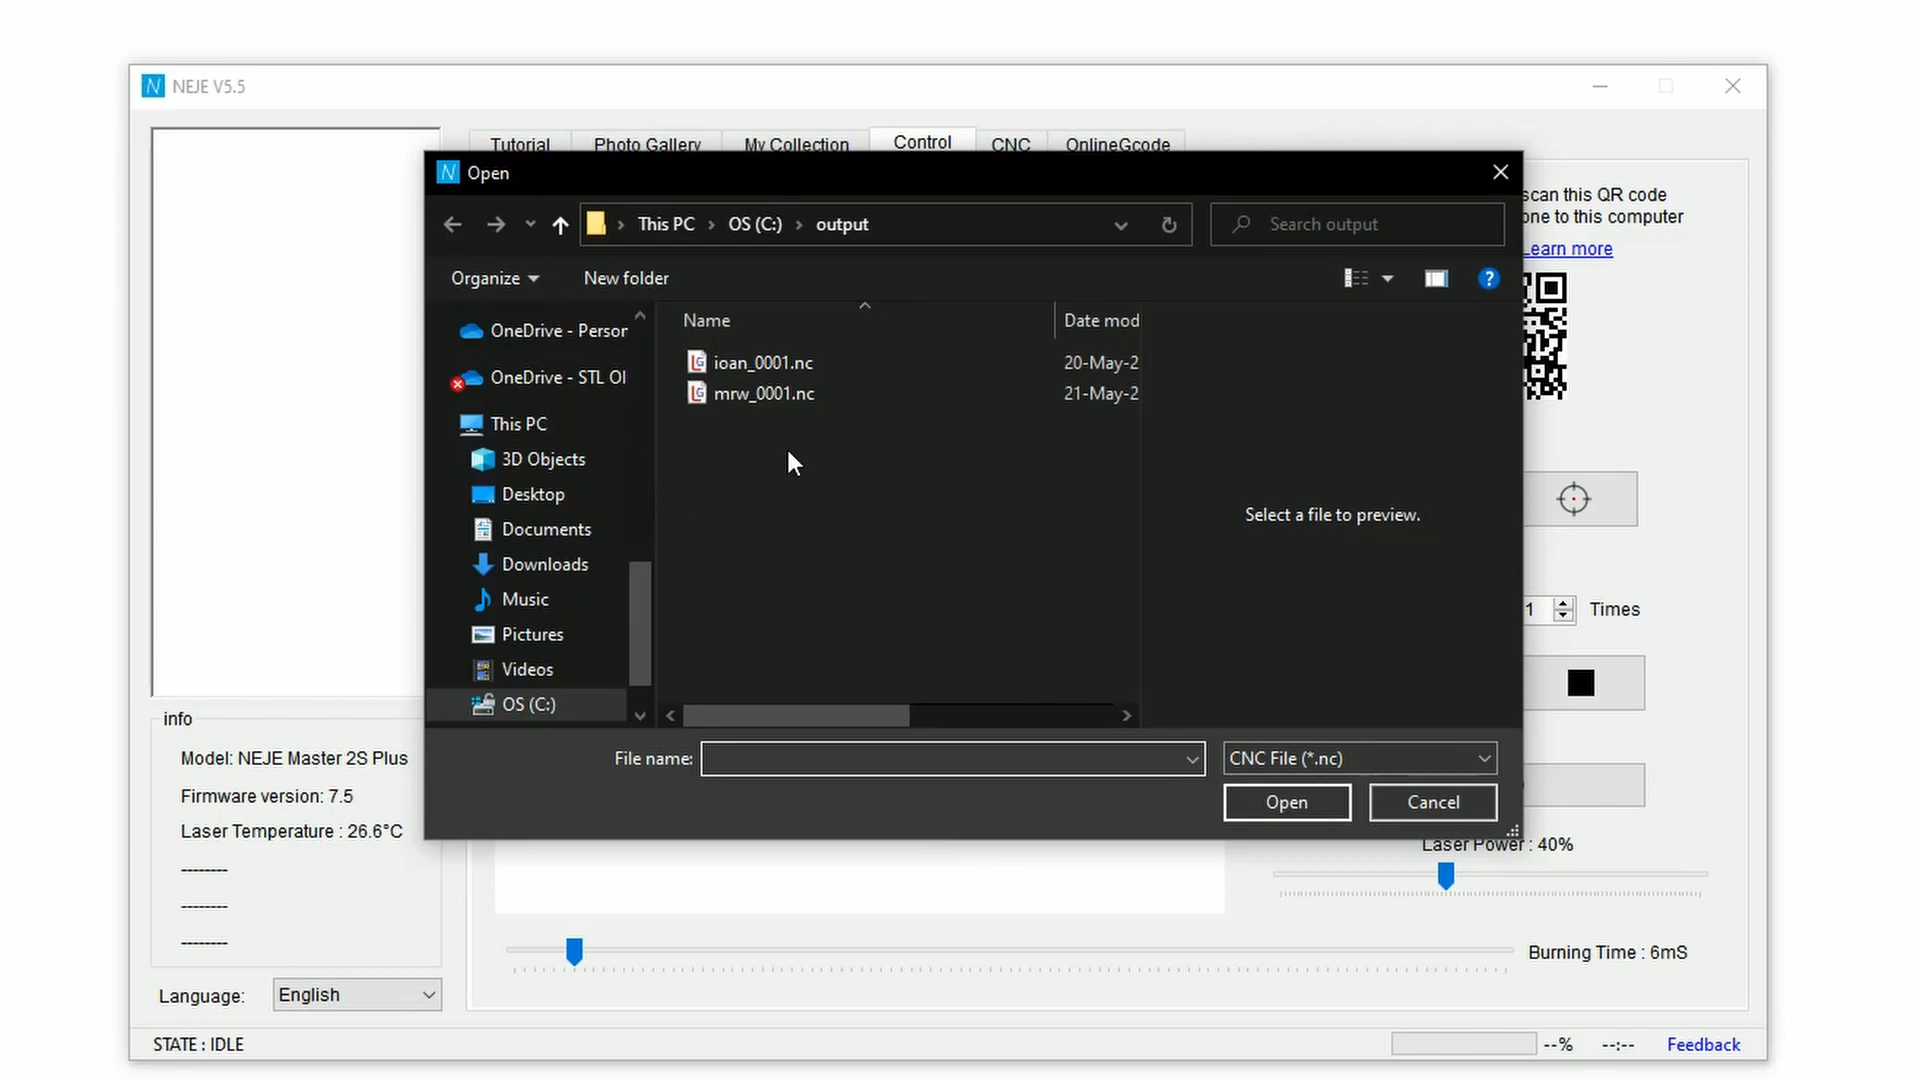 NEJE V5.5
Tutorial
Photo Gallery
My Collection
Control
CNC
OnlineGcode
Open
This PC
OS (C:)
output
Search output
Organize
New folder
OneDrive - Person
OneDrive - STL Ol
This PC
3D Objects
Desktop
Documents
Downloads
Music
Pictures
Videos
OS (C:)
Name
Date mod
ioan_0001.nc
20-May-2
mrw_0001.nc
21-May-2
Select a file to preview.
File name:
CNC File (*.nc)
Open
Cancel
scan this QR code
one to this computer
Learn more
1
Times
info
Model: NEJE Master 2S Plus
Firmware version: 7.5
Laser Temperature : 26.6°C
--------
--------
--------
Language:
English
Laser Power : 40%
Burning Time : 6mS
STATE : IDLE
--%
--:--
Feedback